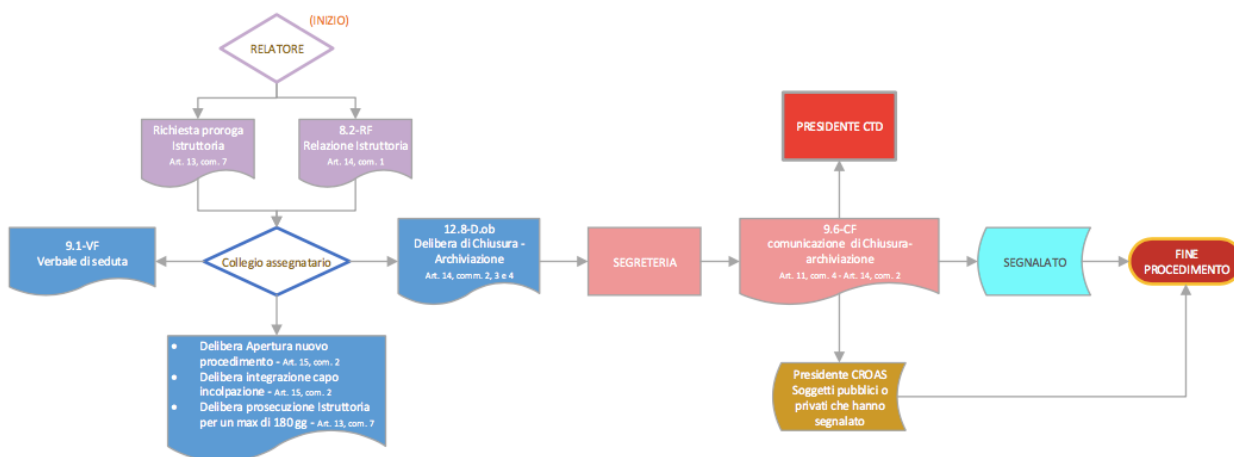 (INIZIO)
RELATORE
Richiesta proroga
Istruttoria
Art. 13, com. 7
8.2-RF
Relazione Istruttoria
Art. 14, com. 1
PRESIDENTE CTD
9.1-VF
Verbale di seduta
Collegio assegnatario
12.8-D.ob
Delibera di Chiusura -
Archiviazione
Art. 14, comm. 2, 3 e 4
SEGRETERIA
9.6-CF
comunicazione di Chiusura-
archiviazione
Art. 11, com. 4 - Art. 14, com. 2
SEGNALATO
FINE
PROCEDIMENTO
• Delibera Apertura nuovo
procedimento - Art. 15, com. 2
• Delibera integrazione capo
incolpazione - Art. 15, com. 2
• Delibera prosecuzione Istruttoria
per un max di 180 gg - Art. 13, com. 7
Presidente CROAS
Soggetti pubblici o
privati che hanno
segnalato